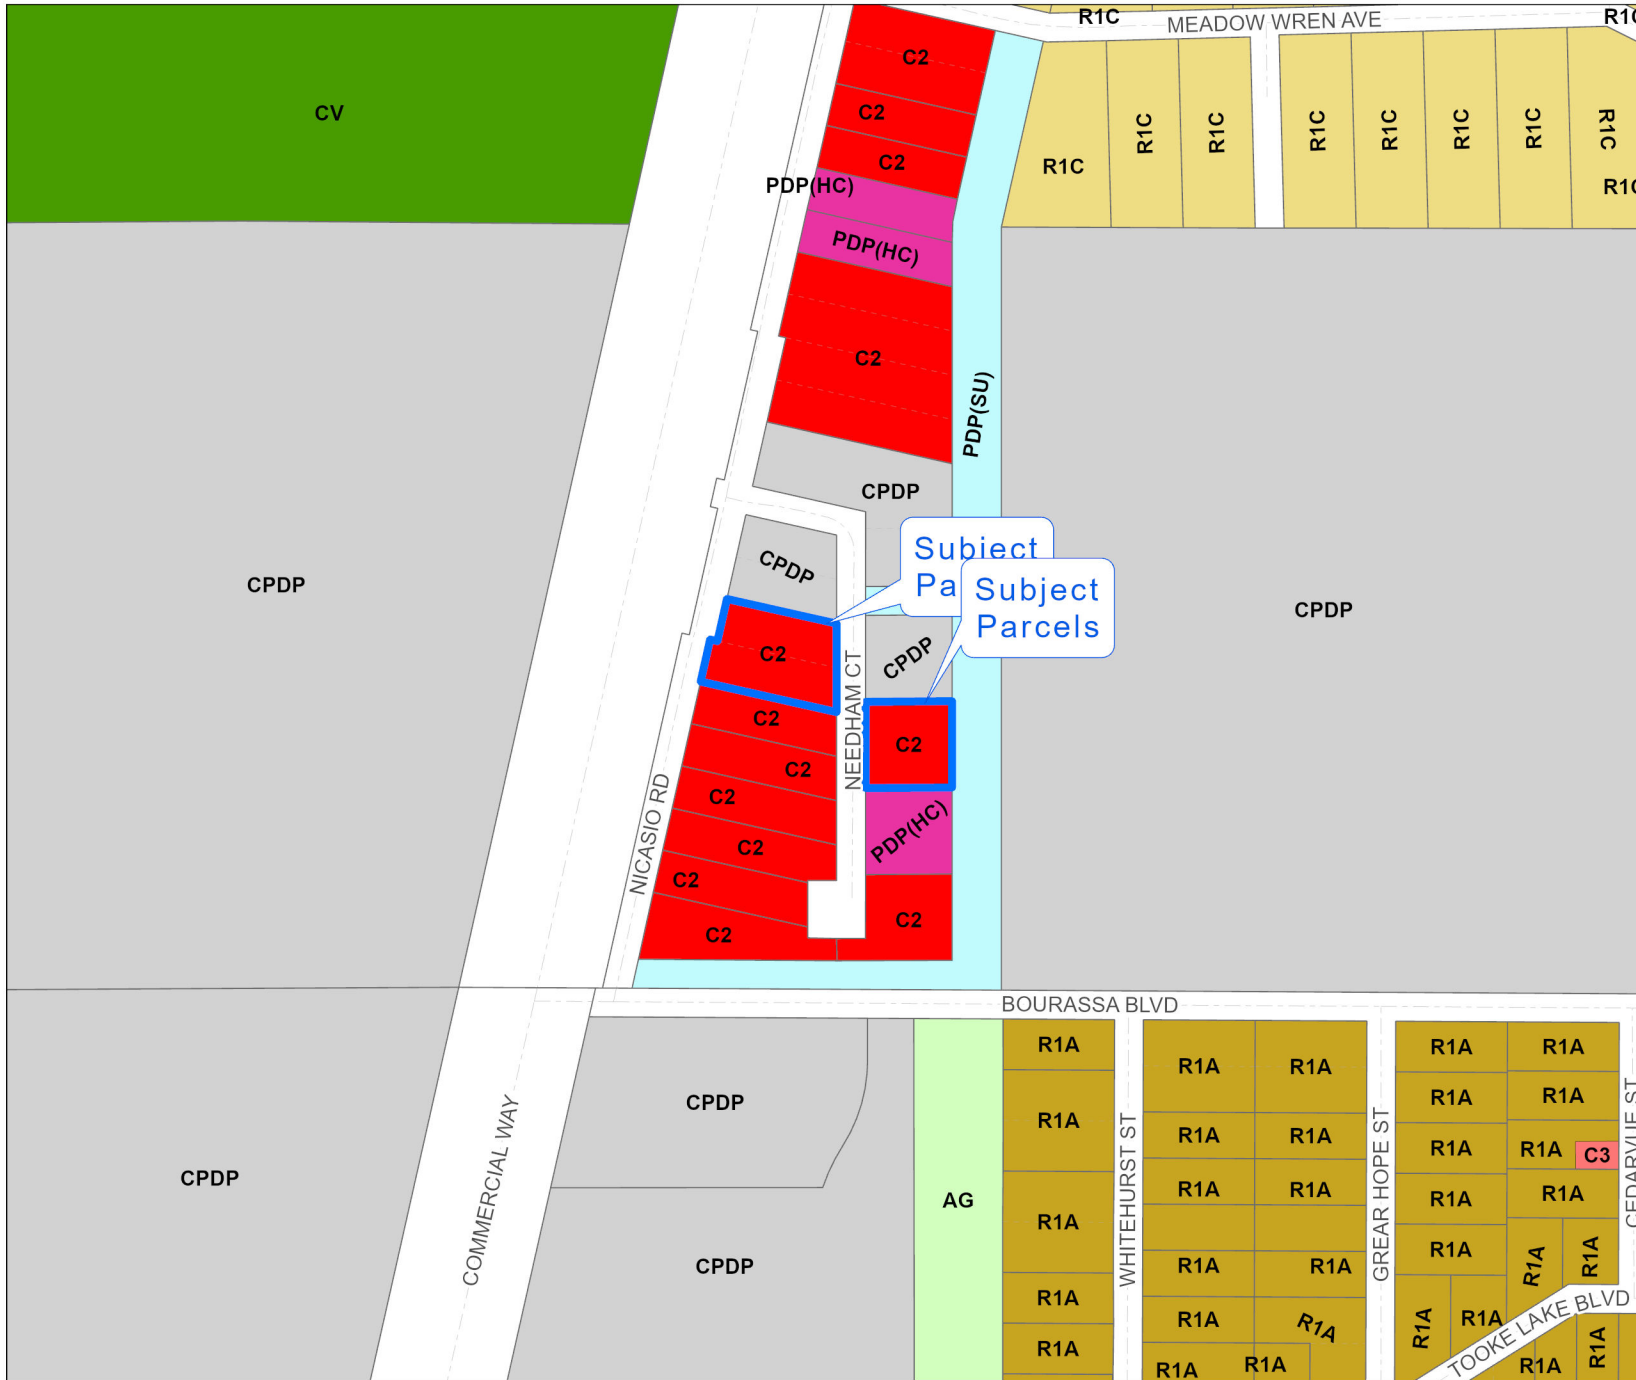 R1C
MEADOW WREN AVE
C2
CV
C2
R1C
R1C
R1C
R1C
R1C
R1C
R1C
C2
R1C
PDP(HC)
PDP(HC)
C2
PDP(SU)
CPDP
Subject
Pa
CPDP
CPDP
Subject
Parcels
CPDP
C2
CPDP
NEEDHAM CT
C2
C2
C2
C2
NICASIO RD
PDP(HC)
C2
C2
C2
C2
BOURASSA BLVD
R1A
R1A
R1A
R1A
R1A
CPDP
R1A
R1A
R1A
R1A
R1A
R1A
R1A
C3
COMMERCIAL WAY
CPDP
AG
WHITEHURST ST
R1A
R1A
GREAR HOPE ST
R1A
R1A
CEDARVUE ST
R1A
R1A
CPDP
R1A
R1A
R1A
R1A
R1A
R1A
R1A
R1A
R1A
TOOKE LAKE BLVD
R1A
R1A
R1A
R1A
R1A